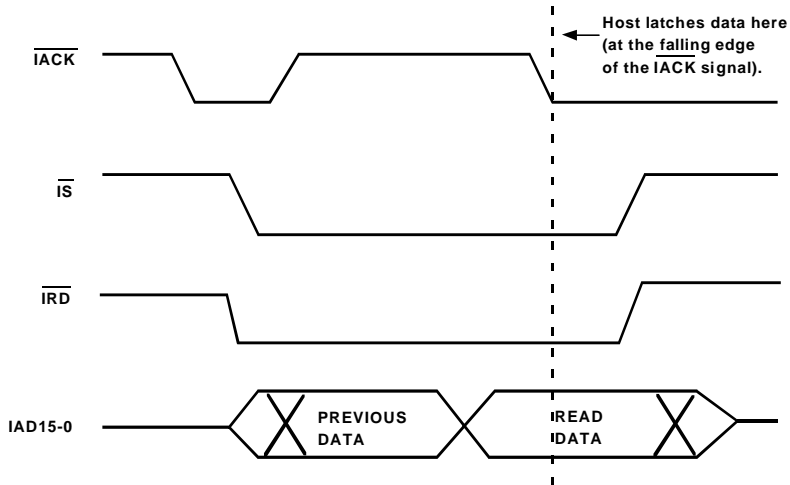 Host latches data here
(at the falling edge
of the IACK signal).
IACK
IS
IRD
IAD15-0
PREVIOUS
DATA
READ
DATA